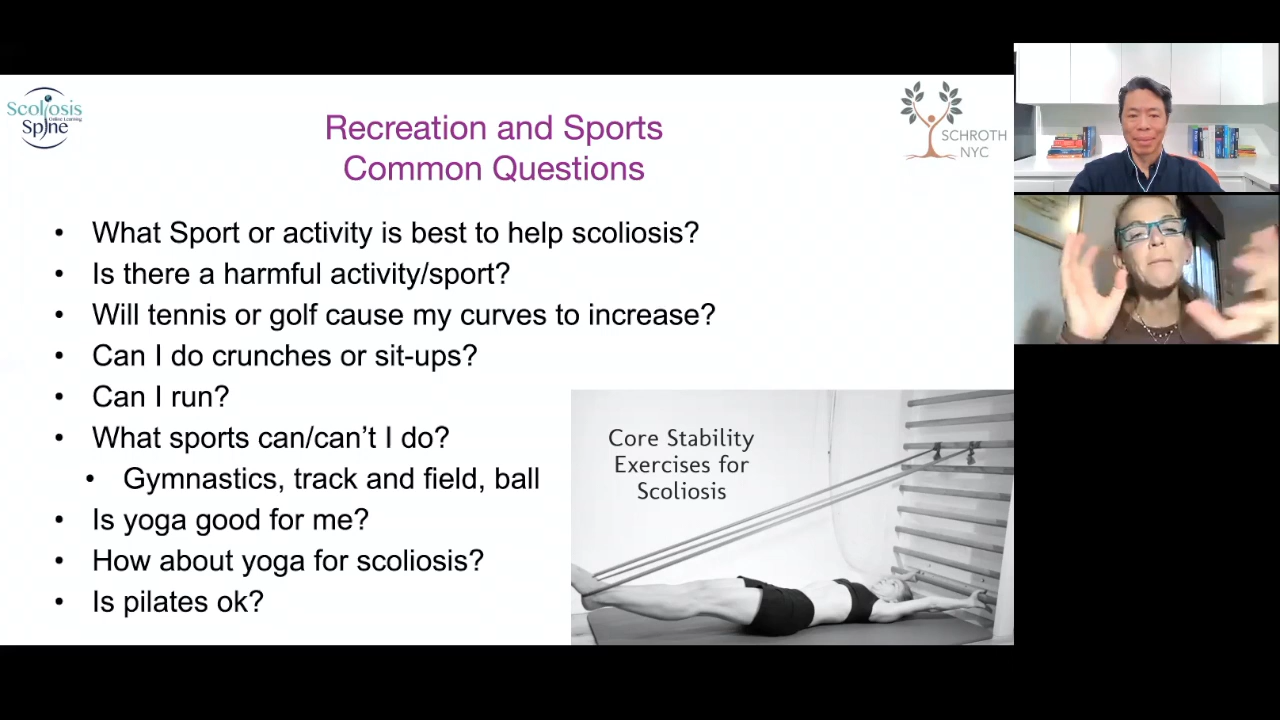 Scoliosis
Online Learning
Spine
SCHROTH
NYC
Recreation and Sports
Common Questions
• What Sport or activity is best to help scoliosis?
• Is there a harmful activity/sport?
• Will tennis or golf cause my curves to increase?
• Can I do crunches or sit-ups?
• Can I run?
• What sports can/can’t I do?
• Gymnastics, track and field, ball
• Is yoga good for me?
• How about yoga for scoliosis?
• Is pilates ok?
Core Stability
Exercises for
Scoliosis